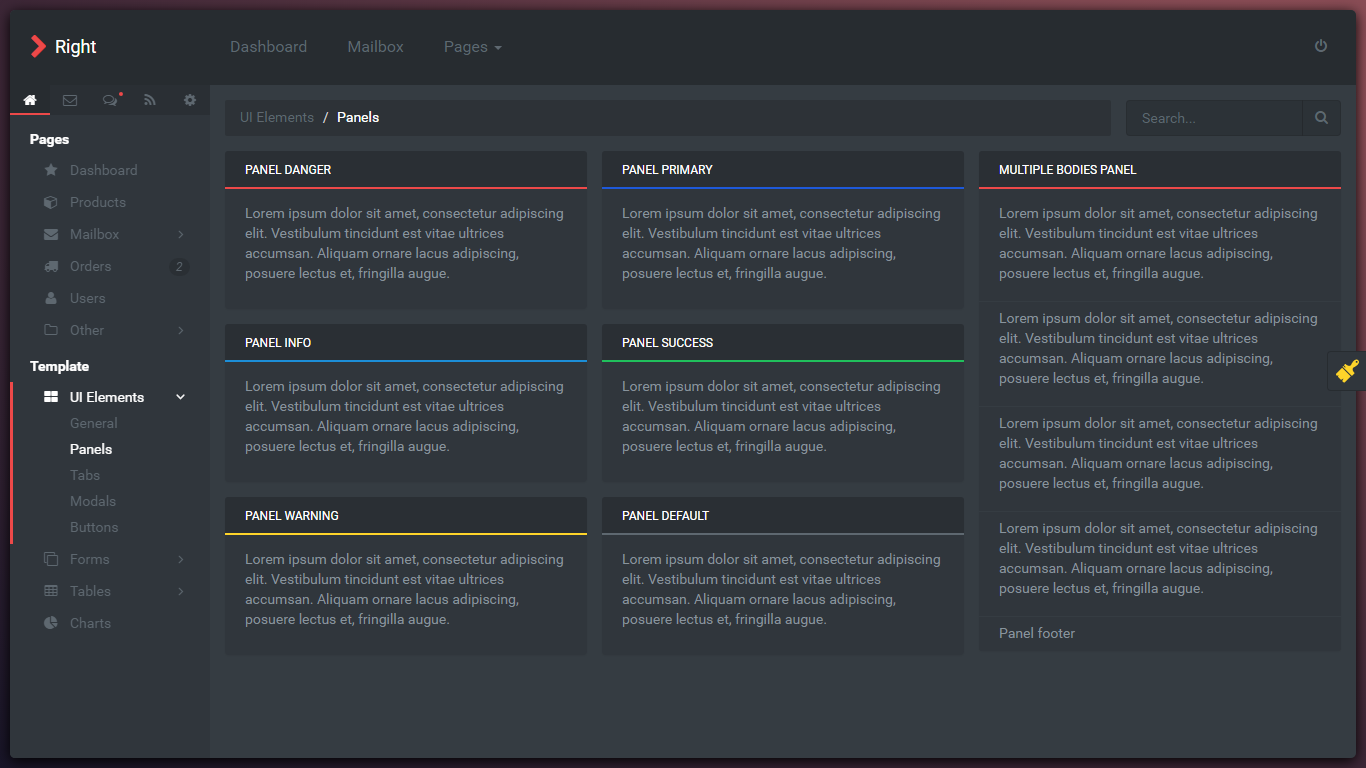 Right
Dashboard
Mailbox
Pages
Pages
Dashboard
Products
Mailbox
Orders
2
Users
Other
Template
UI Elements
General
Panels
Tabs
Modals
Buttons
Forms
Tables
Charts
UI Elements / Panels
Search...
PANEL DANGER
Lorem ipsum dolor sit amet, consectetur adipiscing
elit. Vestibulum tincidunt est vitae ultrices
accumsan. Aliquam ornare lacus adipiscing,
posuere lectus et, fringilla augue.
PANEL PRIMARY
Lorem ipsum dolor sit amet, consectetur adipiscing
elit. Vestibulum tincidunt est vitae ultrices
accumsan. Aliquam ornare lacus adipiscing,
posuere lectus et, fringilla augue.
PANEL INFO
Lorem ipsum dolor sit amet, consectetur adipiscing
elit. Vestibulum tincidunt est vitae ultrices
accumsan. Aliquam ornare lacus adipiscing,
posuere lectus et, fringilla augue.
PANEL SUCCESS
Lorem ipsum dolor sit amet, consectetur adipiscing
elit. Vestibulum tincidunt est vitae ultrices
accumsan. Aliquam ornare lacus adipiscing,
posuere lectus et, fringilla augue.
PANEL WARNING
Lorem ipsum dolor sit amet, consectetur adipiscing
elit. Vestibulum tincidunt est vitae ultrices
accumsan. Aliquam ornare lacus adipiscing,
posuere lectus et, fringilla augue.
PANEL DEFAULT
Lorem ipsum dolor sit amet, consectetur adipiscing
elit. Vestibulum tincidunt est vitae ultrices
accumsan. Aliquam ornare lacus adipiscing,
posuere lectus et, fringilla augue.
MULTIPLE BODIES PANEL
Lorem ipsum dolor sit amet, consectetur adipiscing
elit. Vestibulum tincidunt est vitae ultrices
accumsan. Aliquam ornare lacus adipiscing,
posuere lectus et, fringilla augue.
Lorem ipsum dolor sit amet, consectetur adipiscing
elit. Vestibulum tincidunt est vitae ultrices
accumsan. Aliquam ornare lacus adipiscing,
posuere lectus et, fringilla augue.
Lorem ipsum dolor sit amet, consectetur adipiscing
elit. Vestibulum tincidunt est vitae ultrices
accumsan. Aliquam ornare lacus adipiscing,
posuere lectus et, fringilla augue.
Lorem ipsum dolor sit amet, consectetur adipiscing
elit. Vestibulum tincidunt est vitae ultrices
accumsan. Aliquam ornare lacus adipiscing,
posuere lectus et, fringilla augue.
Panel footer